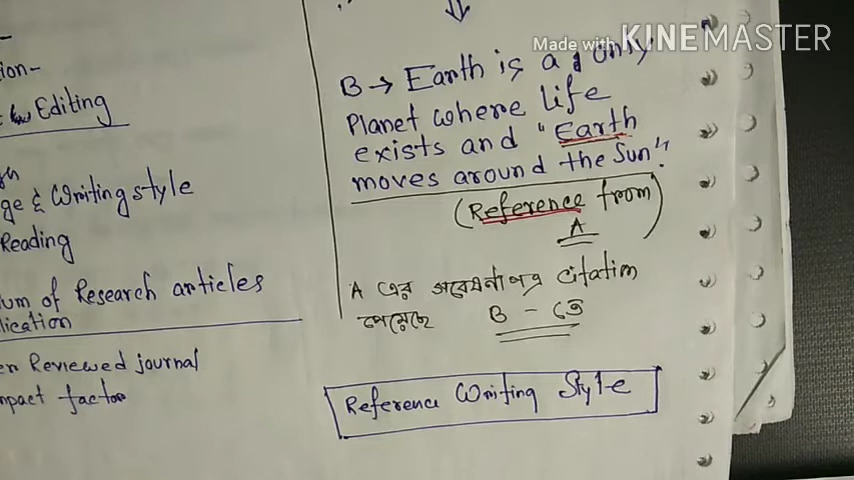 Made with KINEMASTER
ion-
Editing
ge & Writing style
Reading
um of Research articles
lication
en Reviewed journal
mpact factor
B → Earth is a only
Planet where life
exists and "Earth
moves around the Sun".
(Reference from
A)
A এর গবেষনাপত্র citation
পেয়েছে B - তে
Reference Writing Style